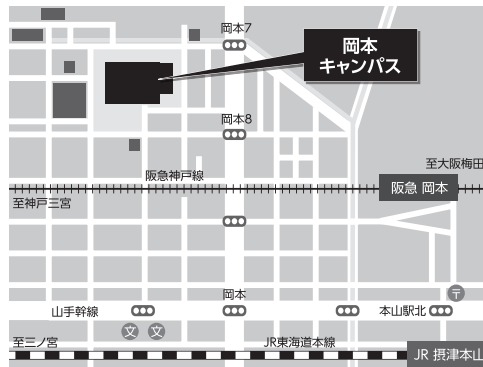 岡本7
岡本
キャンパス
岡本8
至大阪梅田
阪急神戸線
阪急 岡本
至神戸三宮
岡本
〒
山手幹線
本山駅北
文 文
至三ノ宮
JR東海道本線
JR 摂津本山